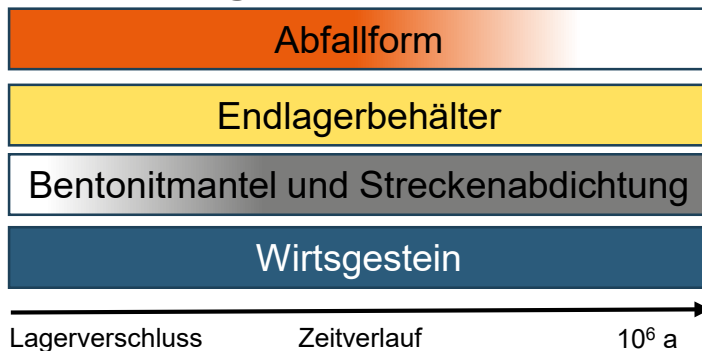 Abfallform
Endlagerbehälter
Bentonitmantel und Streckenabdichtung
Wirtsgestein
Lagerverschluss Zeitverlauf 10⁶ a